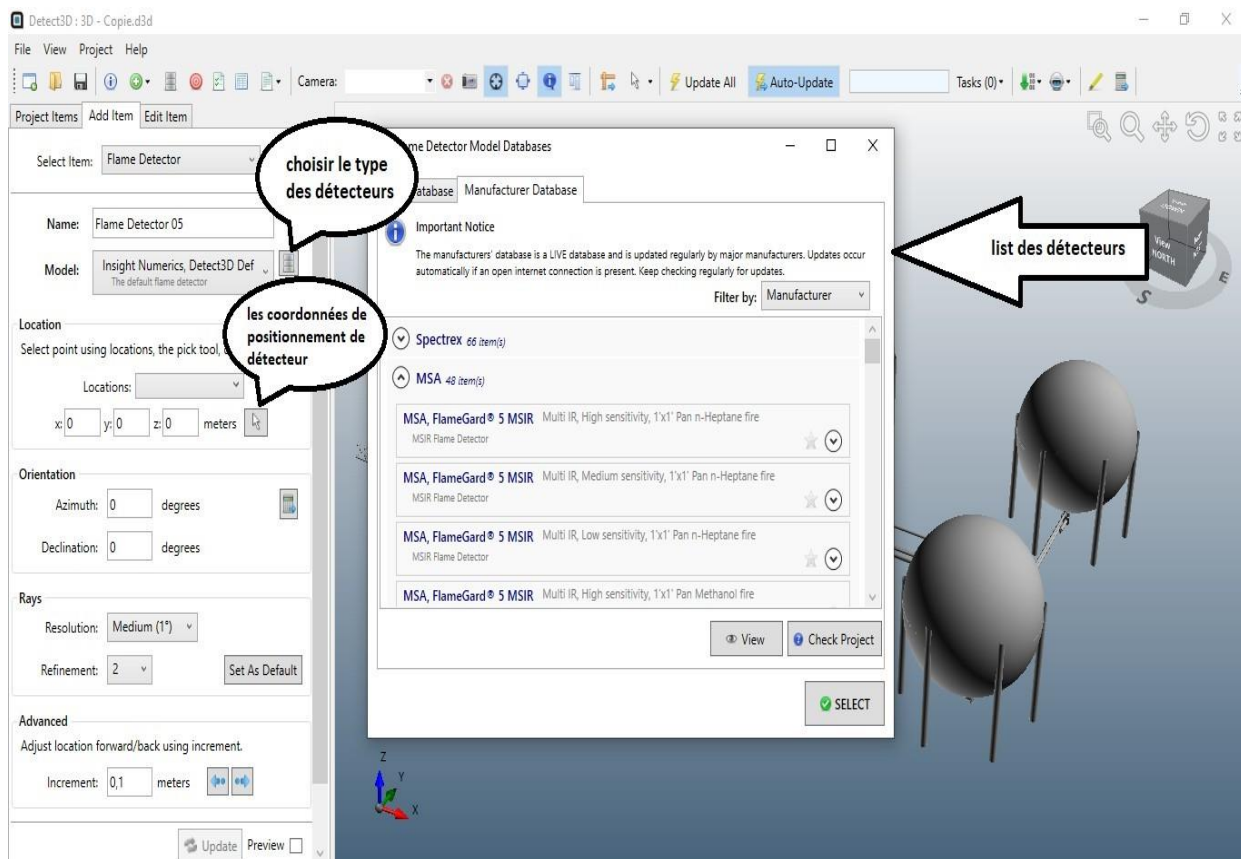 Detect3D : 3D - Copie.d3d
File View Project Help
Camera:
Update All
Auto-Update
Tasks (0)
Project Items
Add Item
Edit Item
Select Item:
Flame Detector
choisir le type
des détecteurs
Name:
Flame Detector 05
Model:
Insight Numerics, Detect3D Def
The default flame detector
Location
Select point using locations, the pick tool,
Locations:
x: 0 y: 0 z: 0 meters
les coordonnées de
positionnement de
détecteur
Orientation
Azimuth: 0 degrees
Declination: 0 degrees
Rays
Resolution: Medium (1°)
Refinement: 2
Set As Default
Advanced
Adjust location forward/back using increment.
Increment: 0,1 meters
Update
Preview
me Detector Model Databases
atabase
Manufacturer Database
Important Notice
The manufacturers' database is a LIVE database and is updated regularly by major manufacturers. Updates occur
automatically if an open internet connection is present. Keep checking regularly for updates.
Filter by: Manufacturer
Spectrex 66 item(s)
MSA 48 item(s)
MSA, FlameGard® 5 MSIR Multi IR, High sensitivity, 1'x1' Pan n-Heptane fire
MSIR Flame Detector
MSA, FlameGard® 5 MSIR Multi IR, Medium sensitivity, 1'x1' Pan n-Heptane fire
MSIR Flame Detector
MSA, FlameGard® 5 MSIR Multi IR, Low sensitivity, 1'x1' Pan n-Heptane fire
MSIR Flame Detector
MSA, FlameGard® 5 MSIR Multi IR, High sensitivity, 1'x1' Pan Methanol fire
View
Check Project
SELECT
list des détecteurs
View
NORTH
S
E
Z
Y
X